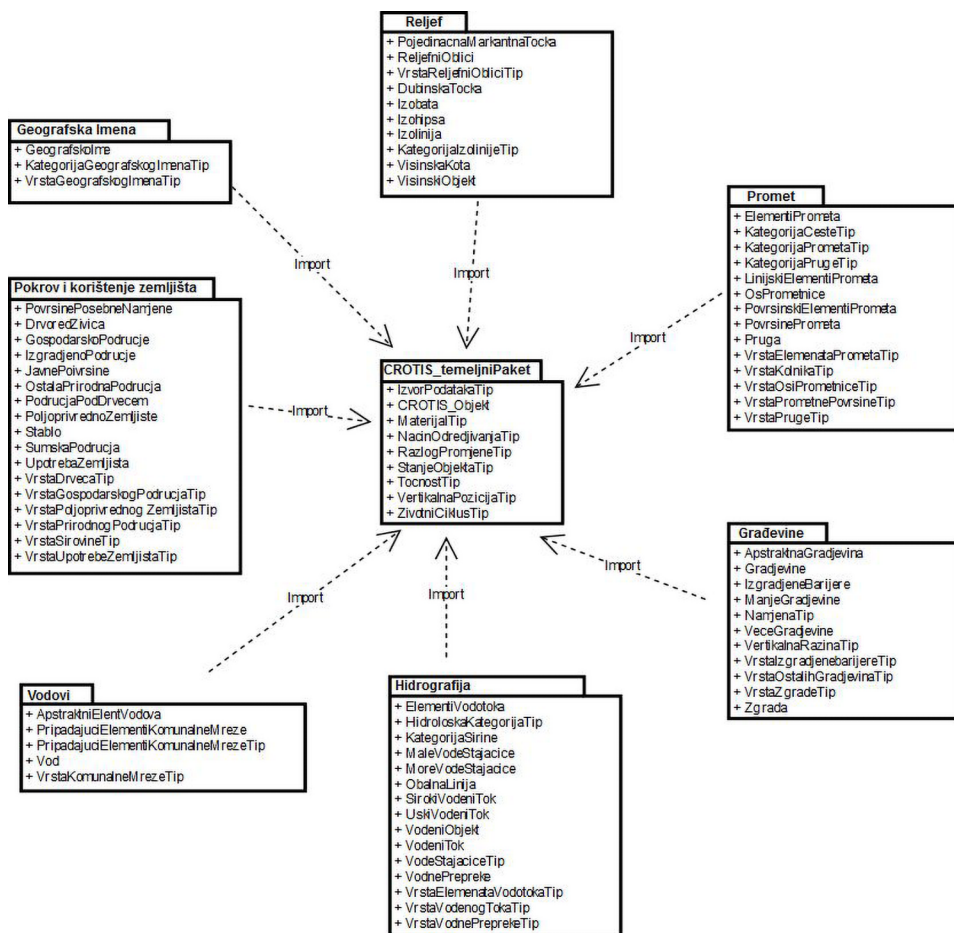 Reljef
+ PojedinacnaMarkantnaTocka
+ ReljefniOblici
+ VrstaReljefniObliciTip
+ DubinskaTocka
+ Izobata
+ Izohipsa
+ Izolinija
+ KategorijaIzolinijeTip
+ VisinskaKota
+ VisinskiObjekt
Geografska Imena
+ GeografskoIme
+ KategorijaGeografskogImenaTip
+ VrstaGeografskogImenaTip
Promet
+ ElementiPrometa
+ KategorijaCesteTip
+ KategorijaPrometaTip
+ KategorijaPrugeTip
+ LinijskiElementiPrometa
+ OsPrometnice
+ PovrsinskiElementiPrometa
+ PovrsinePrometa
+ Pruga
+ VrstaElemenataPrometaTip
+ VrstaKolnikaTip
+ VrstaOsiPrometniceTip
+ VrstaPrometnePovrsineTip
+ VrstaPrugeTip
Import
Import
Import
Pokrov i korištenje zemljišta
+ PovrsinePosebneNamjene
+ DrvoredZivica
+ GospodarskoPodrucje
+ IzgradjenoPodrucje
+ JavnePoivrsine
+ OstalaPrirodnaPodrucja
+ PodrucjaPodDrvecem
+ PoljoprivrednoZemljiste
+ Stablo
+ SumskaPodrucja
+ UpotrebaZemljista
+ VrstaDrvecaTip
+ VrstaGospodarskogPodrucjaTip
+ VrstaPoljoprivrednog ZemljistaTip
+ VrstaPrirodnogPodrucjaTip
+ VrstaSirovineTip
+ VrstaUpotrebeZemljistaTip
Import
CROTIS_temeljniPaket
+ IzvorPodatakaTip
+ CROTIS_Objekt
+ MaterijalTip
+ NacinOdredjivanjaTip
+ RazlogPromjeneTip
+ StanjeObjektaTip
+ TocnostTip
+ VertikalnaPozicijaTip
+ ZivotniCiklusTip
Građevine
+ ApstraktnaGradjevina
+ Gradjevine
+ IzgradjeneBarijere
+ ManjeGradjevine
+ NamjenaTip
+ VeceGradjevine
+ VertikalnaRazinaTip
+ VrstaIzgradjenebarijereTip
+ VrstaOstalihGradjevinaTip
+ VrstaZgradeTip
+ Zgrada
Import
Import
Import
Vodovi
+ ApstraktniElentVodova
+ PripadajuciElementiKomunalneMreze
+ PripadajuciElementiKomunalneMrezeTip
+ Vod
+ VrstaKomunalneMrezeTip
Hidrografija
+ ElementiVodotoka
+ HidroloskaKategorijaTip
+ KategorijaSirine
+ MaleVodeStajacice
+ MoreVodeStajacice
+ ObalnaLinija
+ SirokiVodeniTok
+ UskiVodeniTok
+ VodeniObjekt
+ VodeniTok
+ VodeStajaciceTip
+ VodnePrepreke
+ VrstaElemenataVodotokaTip
+ VrstaVodenogTokaTip
+ VrstaVodnePreprekeTip